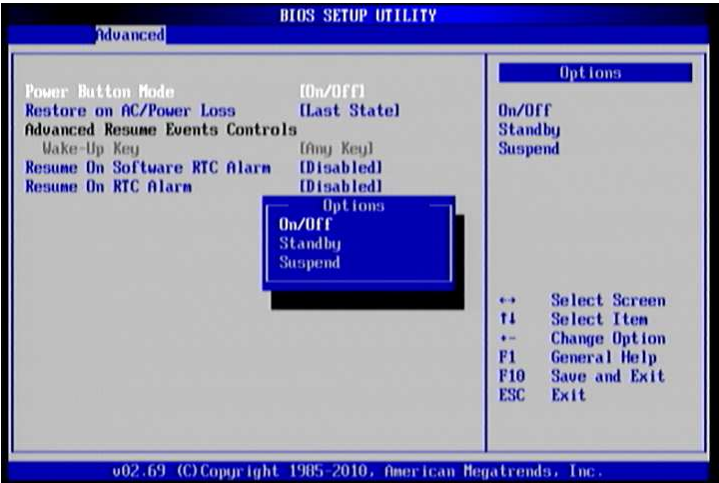 BIOS SETUP UTILITY
Advanced
Power Button Mode [On/Off]
Restore on AC/Power Loss [Last State]
Advanced Resume Events Controls
Wake-Up Key [Any Key]
Resume On Software RTC Alarm [Disabled]
Resume On RTC Alarm [Disabled]
Options
On/Off
Standby
Suspend
Options
On/Off
Standby
Suspend
↔ Select Screen
↑↓ Select Item
+- Change Option
F1 General Help
F10 Save and Exit
ESC Exit
v02.69 (C)Copyright 1985-2010, American Megatrends, Inc.